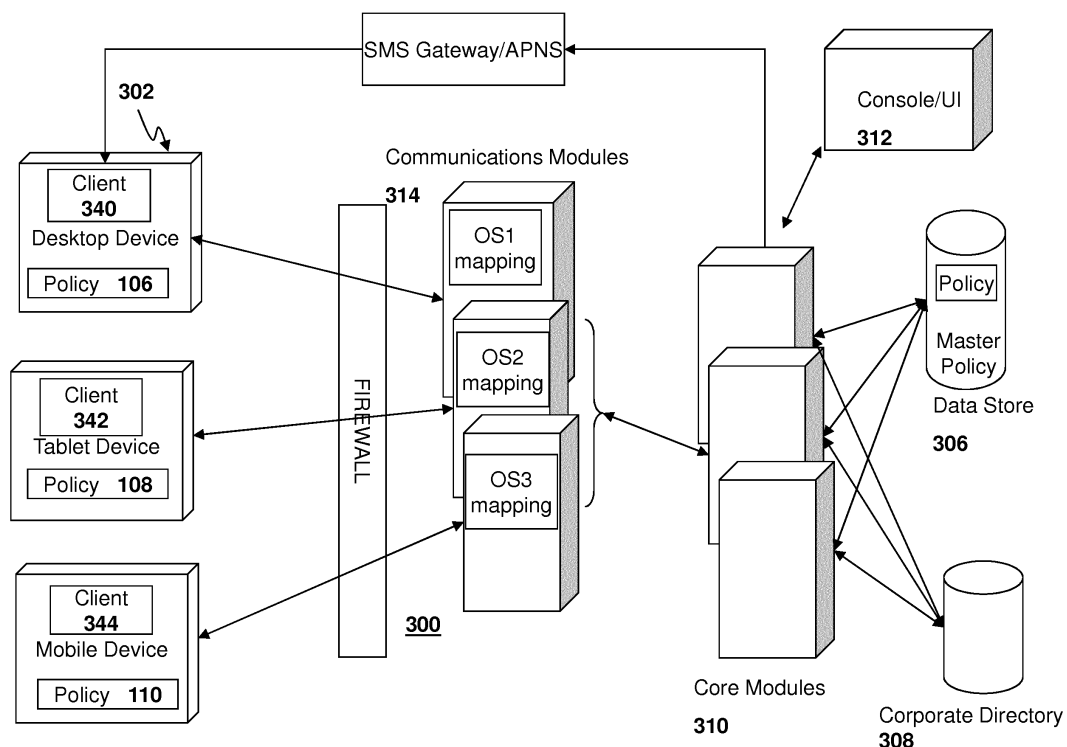 SMS Gateway/APNS
302
Console/UI
312
Communications Modules
314
Client
340
Desktop Device
Policy 106
OS1
mapping
Policy
Master
Policy
Data Store
306
OS2
mapping
FIREWALL
Client
342
Tablet Device
Policy 108
OS3
mapping
Client
344
Mobile Device
Policy 110
300
Core Modules
310
Corporate Directory
308